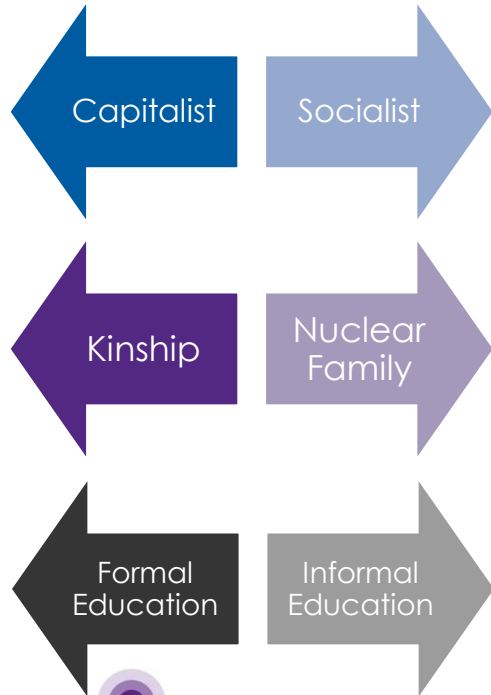 Capitalist
Socialist
Kinship
Nuclear
Family
Formal
Education
Informal
Education